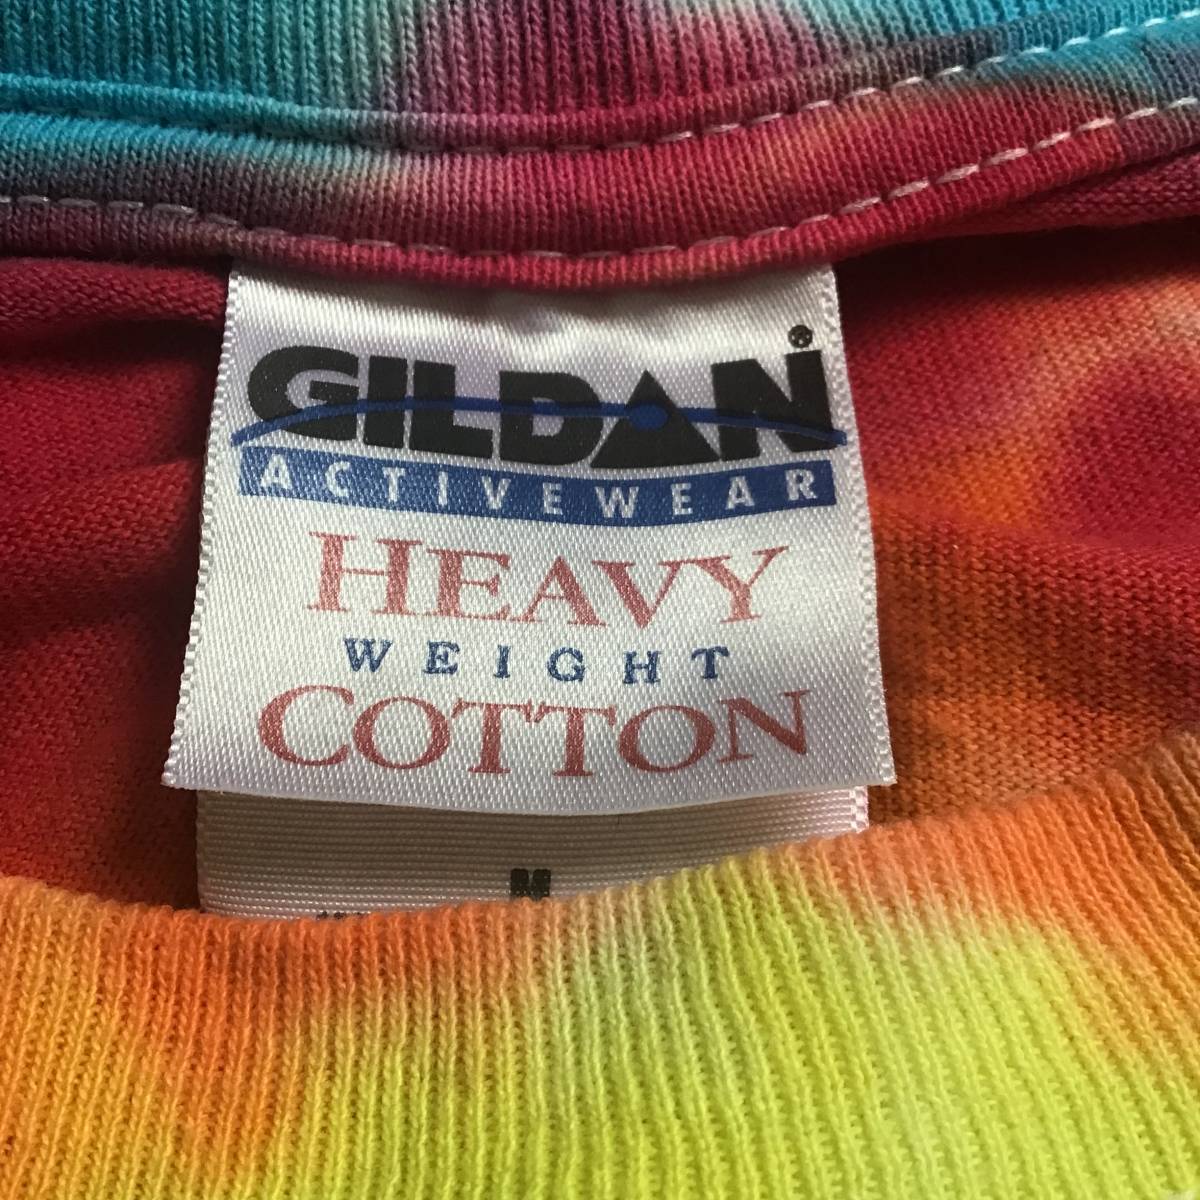 GILDAN®
ACTIVEWEAR
HEAVY
WEIGHT
COTTON
M